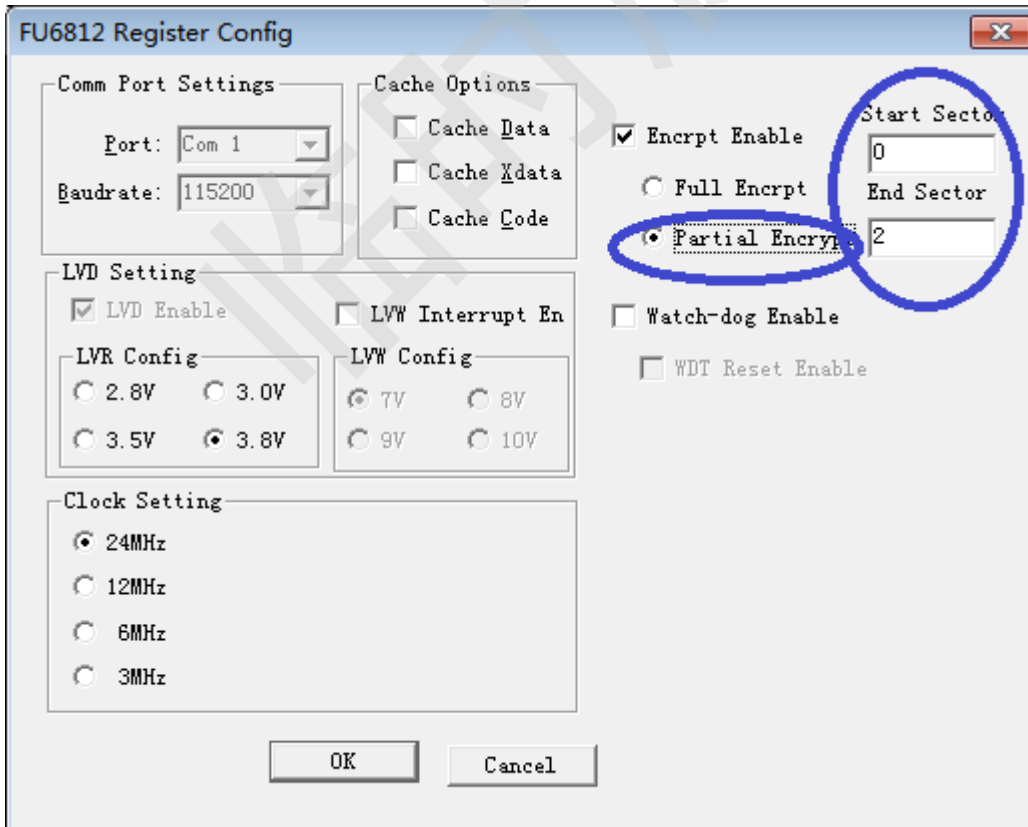 FU6812 Register Config
Comm Port Settings
Port: Com 1
Baudrate: 115200
Cache Options
Cache Data
Cache Xdata
Cache Code
Encrpt Enable
Full Encrpt
Partial Encrypt
Start Sector
0
End Sector
2
LVD Setting
LVD Enable
LVW Interrupt En
LVR Config
2.8V 3.0V
3.5V 3.8V
LVW Config
7V 8V
9V 10V
Watch-dog Enable
WDT Reset Enable
Clock Setting
24MHz
12MHz
6MHz
3MHz
OK Cancel